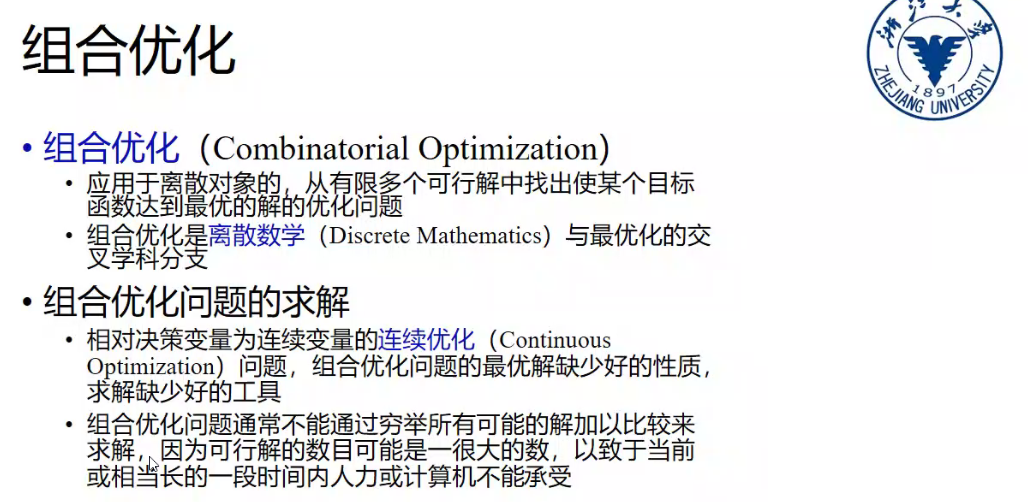 组合优化
浙江大学
ZHEJIANG UNIVERSITY
1897
• 组合优化（Combinatorial Optimization）
• 应用于离散对象的，从有限多个可行解中找出使某个目标
函数达到最优的解的优化问题
• 组合优化是离散数学（Discrete Mathematics）与最优化的交
叉学科分支
• 组合优化问题的求解
• 相对决策变量为连续变量的连续优化（Continuous
Optimization）问题，组合优化问题的最优解缺少好的性质，
求解缺少好的工具
• 组合优化问题通常不能通过穷举所有可能的解加以比较来
求解，因为可行解的数目可能是一很大的数，以致于当前
或相当长的一段时间内人力或计算机不能承受